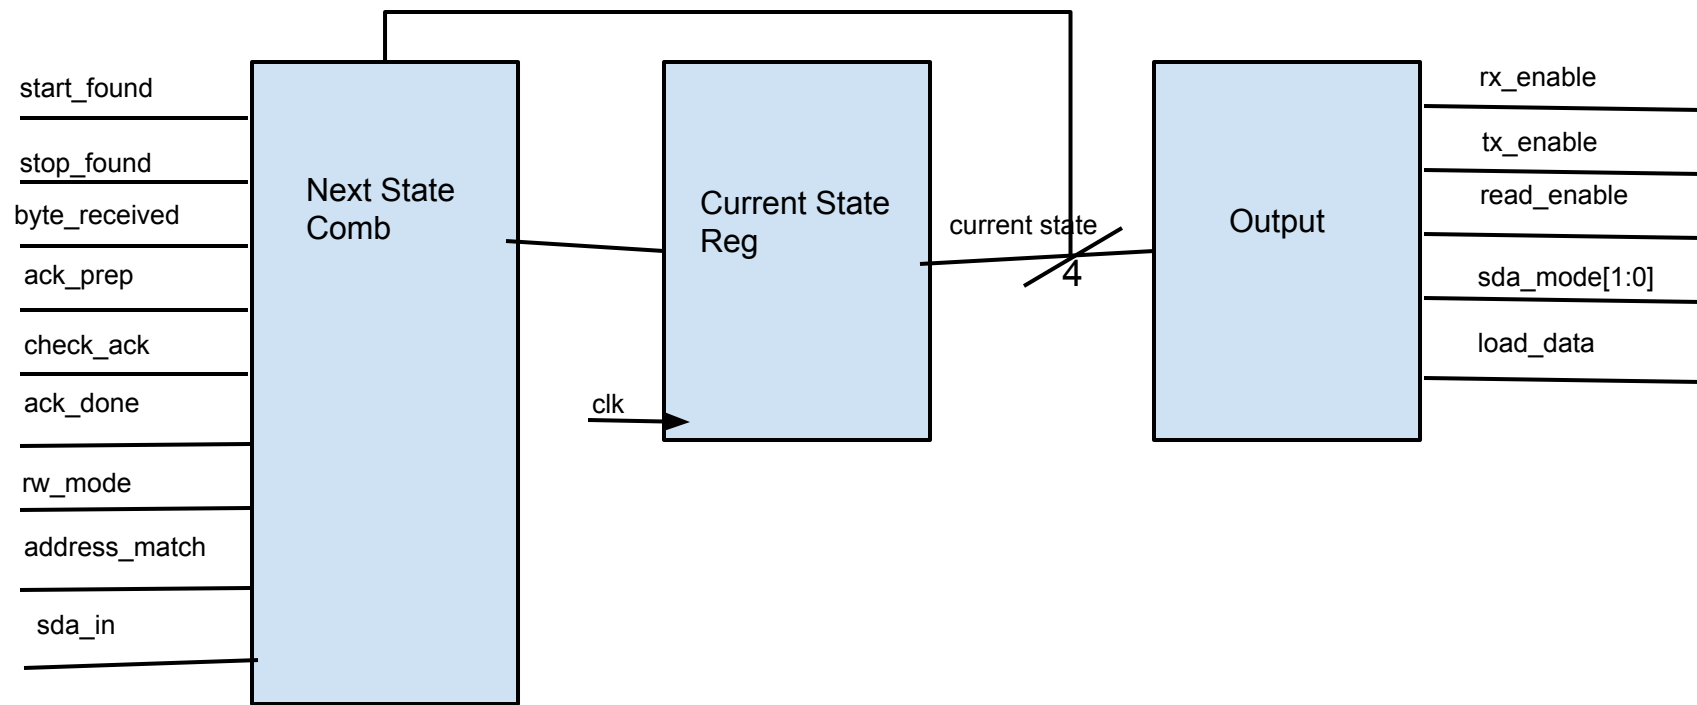 start_found
stop_found
byte_received
ack_prep
check_ack
ack_done
rw_mode
address_match
sda_in
Next State
Comb
clk
Current State
Reg
current state
4
Output
rx_enable
tx_enable
read_enable
sda_mode[1:0]
load_data